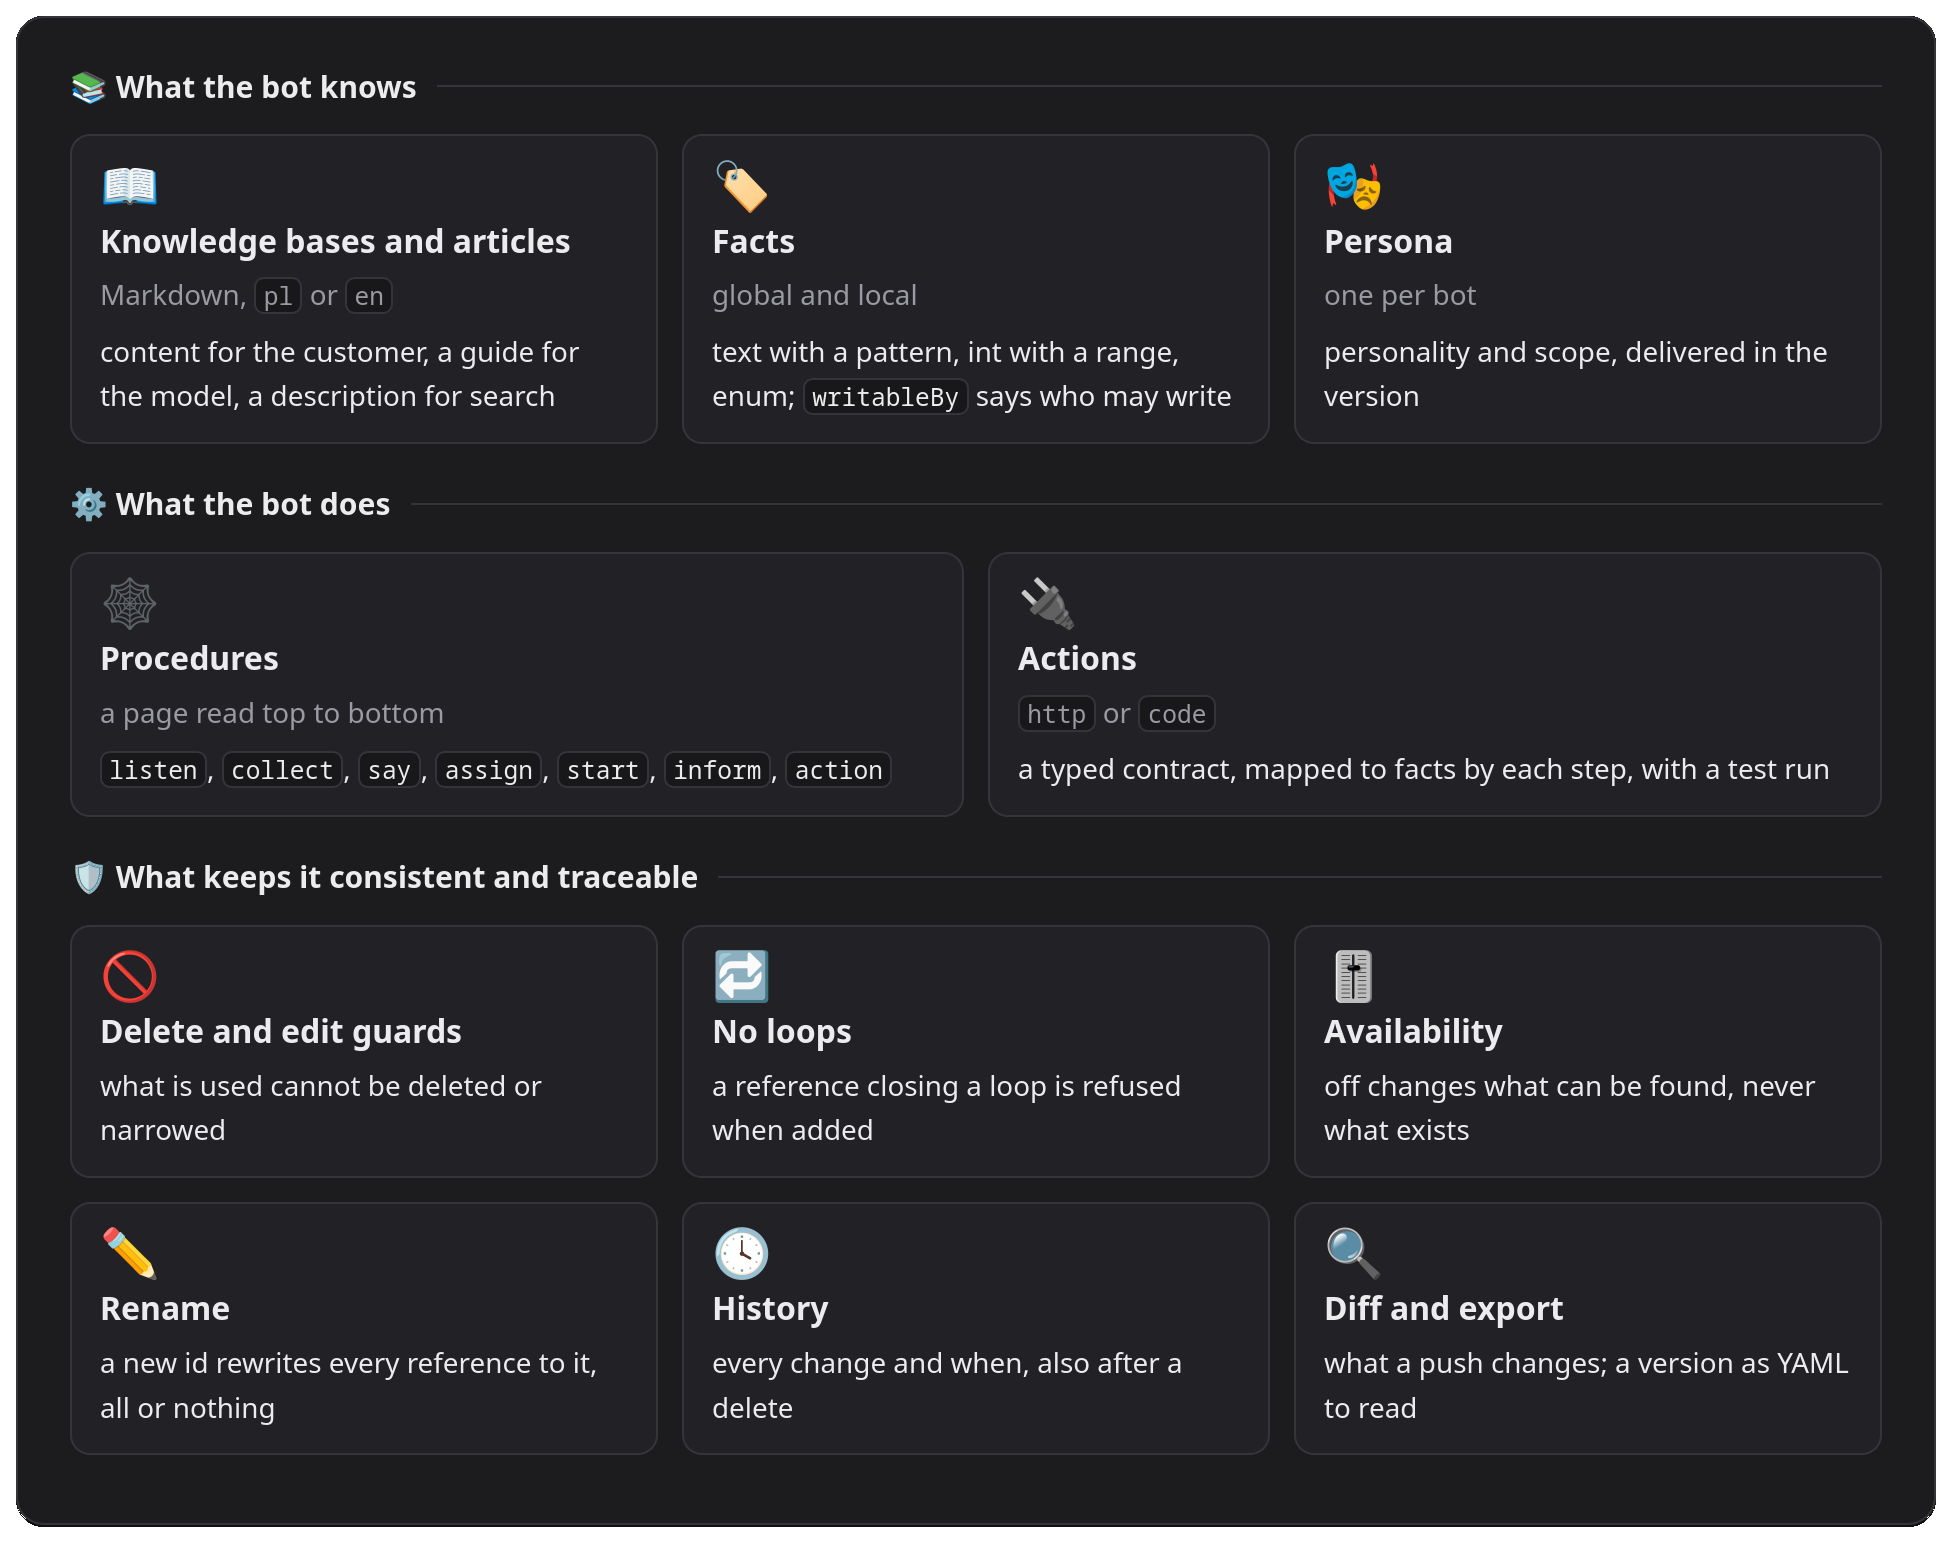 📚 What the bot knows
Knowledge bases and articles
Markdown, pl or en
content for the customer, a guide for
the model, a description for search
Facts
global and local
text with a pattern, int with a range,
enum; writableBy says who may write
Persona
one per bot
personality and scope, delivered in the
version
⚙️ What the bot does
Procedures
a page read top to bottom
listen, collect, say, assign, start, inform, action
Actions
http or code
a typed contract, mapped to facts by each step, with a test run
🛡️ What keeps it consistent and traceable
Delete and edit guards
what is used cannot be deleted or
narrowed
No loops
a reference closing a loop is refused
when added
Availability
off changes what can be found, never
what exists
Rename
a new id rewrites every reference to it,
all or nothing
History
every change and when, also after a
delete
Diff and export
what a push changes; a version as YAML
to read